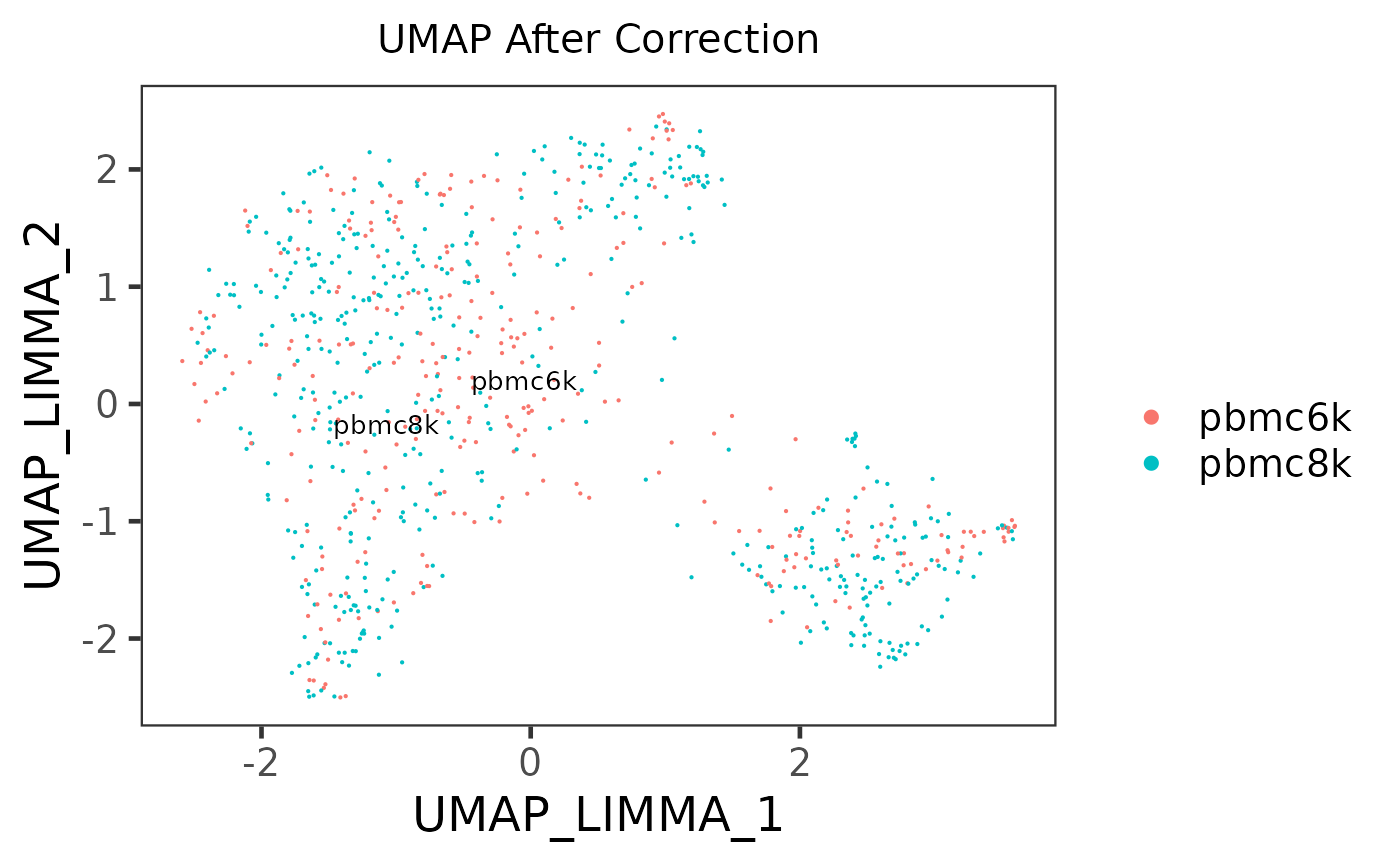 UMAP After Correction
UMAP_LIMMA_2
2
1
0
-1
-2
pbmc6k
pbmc8k
-2
0
2
UMAP_LIMMA_1
pbmc6k
pbmc8k